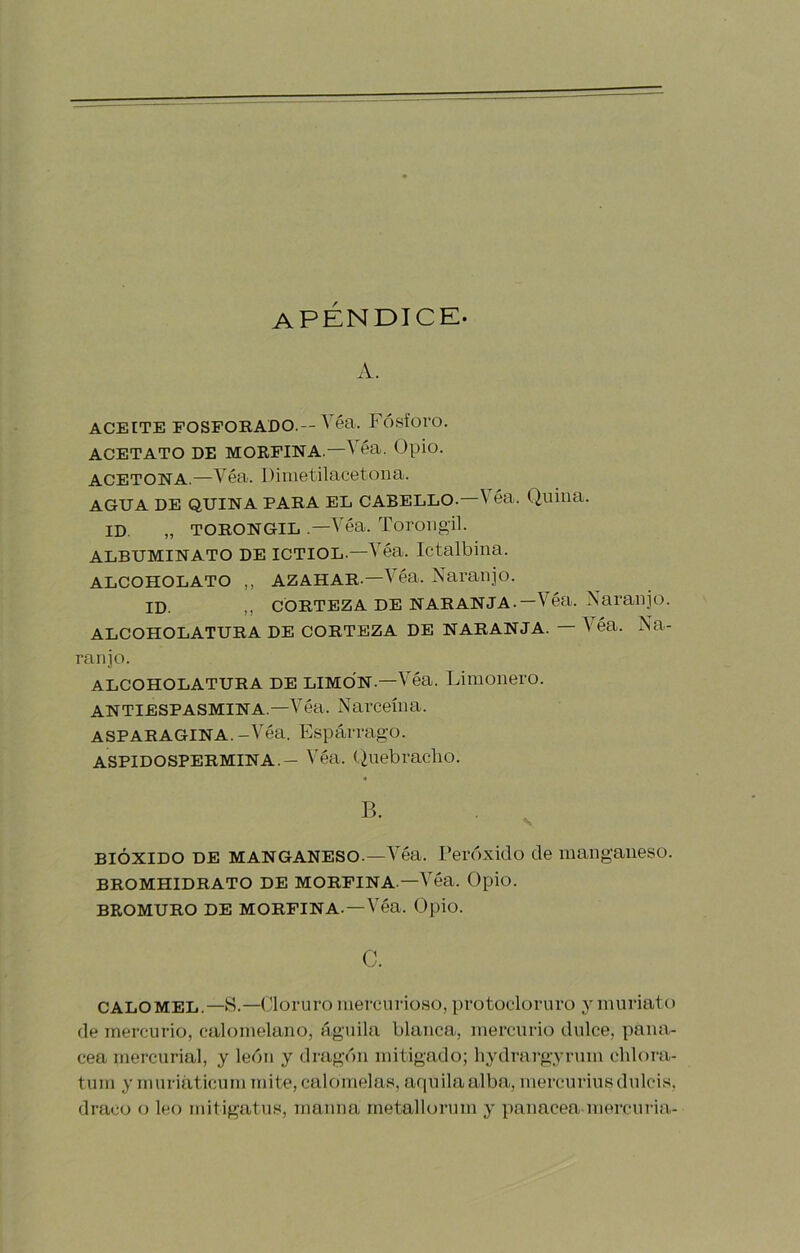 APÉNDICE.
A.
ACEITE FOSFORADO.--Véa. Fósforo.
ACETATO DE MORFINA.—Véa. Opio.
ACETONA.—Véa. Dimetilacetona.
AGUA DE QUINA PARA EL CABELLO.—Véa. Quina.
ID. „ TORONGIL .—Véa. Torongil.
ALBUMINATO DE ICTIOL.—Véa. Ictalbina.
ALCOHOLATO ,, AZAHAR.—Véa. Naranjo.
ID. ,, CORTEZA DE NARANJA.—Véa. Naranjo.
ALCOHOLATURA DE CORTEZA DE NARANJA. — Véa. Na-
ranjo.
ALCOHOLATURA DE LIMÓN.—Véa. Limonero.
ANTIESPASMINA.—Véa. Narceína.
ASPARAGINA.-Véa. Espárrago.
ASPIDOSPERMINA.— Véa. Quebracho.
B.
BIÓXIDO DE MANGANESO.—Véa. Peróxido de manganeso.
BROMHIDRATO DE MORFINA.—Véa. Opio.
BROMURO DE MORFINA.—Véa. Opio.
C.
CALOMEL.—S.—Cloruro mercurioso, protocloruro y muriato
de mercurio, calomelano, águila blanca, mercurio dulce, pana-
cea mercurial, y león y dragón mitigado; hydrargyrum chlora-
tum y muriàticum mite, calomelas, aquila alba, mercurius dulcis,
draco o leo mitigatus, manna metallorum y panacea mercuria-